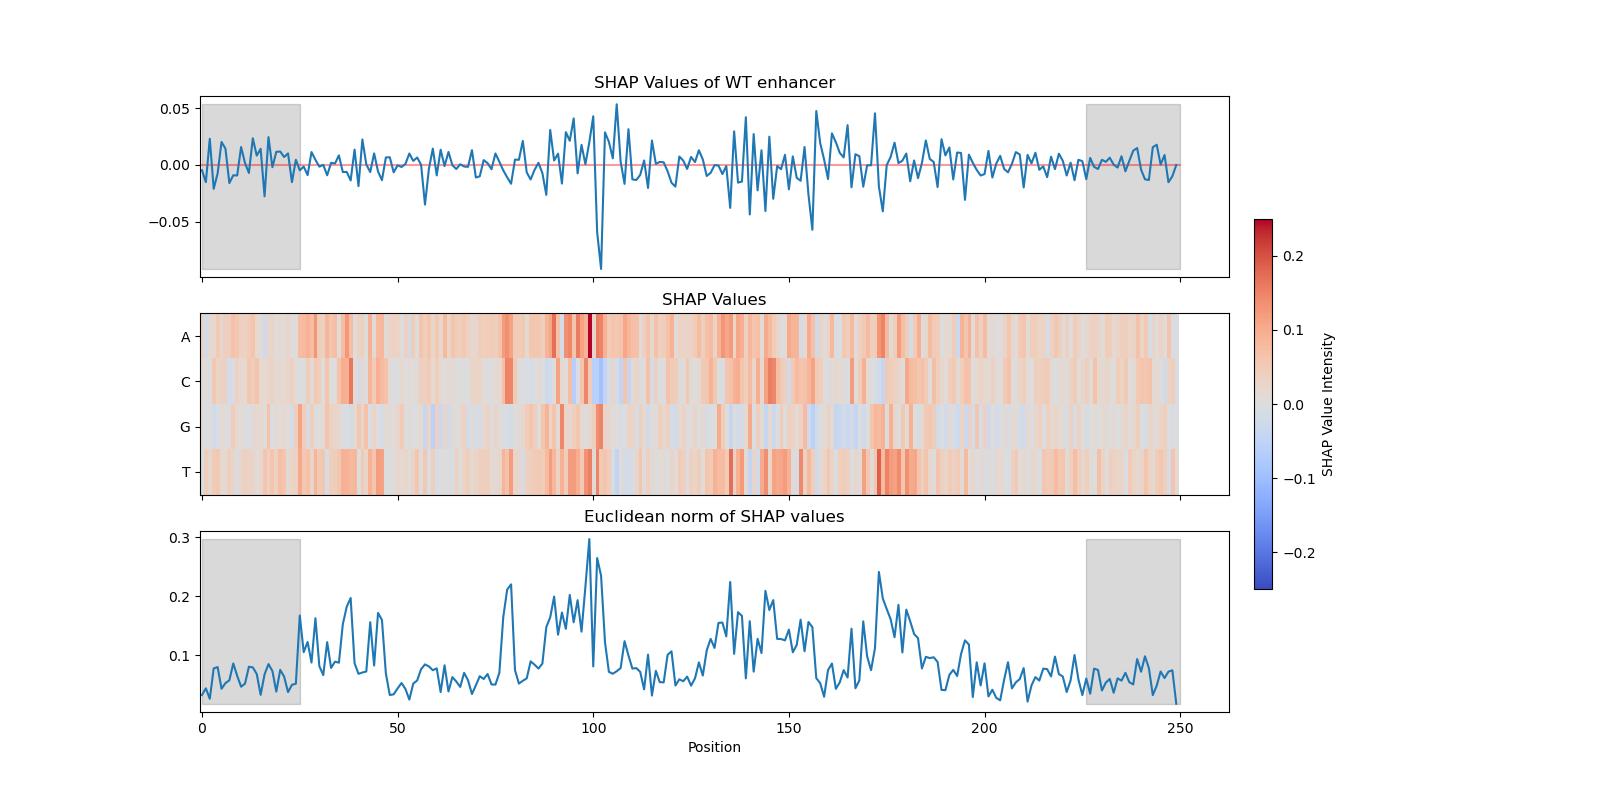 SHAP Values of WT enhancer
0.05
0.00
−0.05
SHAP Values
A
C
G
T
0.2
0.1
0.0
−0.1
−0.2
SHAP Value Intensity
Euclidean norm of SHAP values
0.3
0.2
0.1
0 50 100 150 200 250
Position